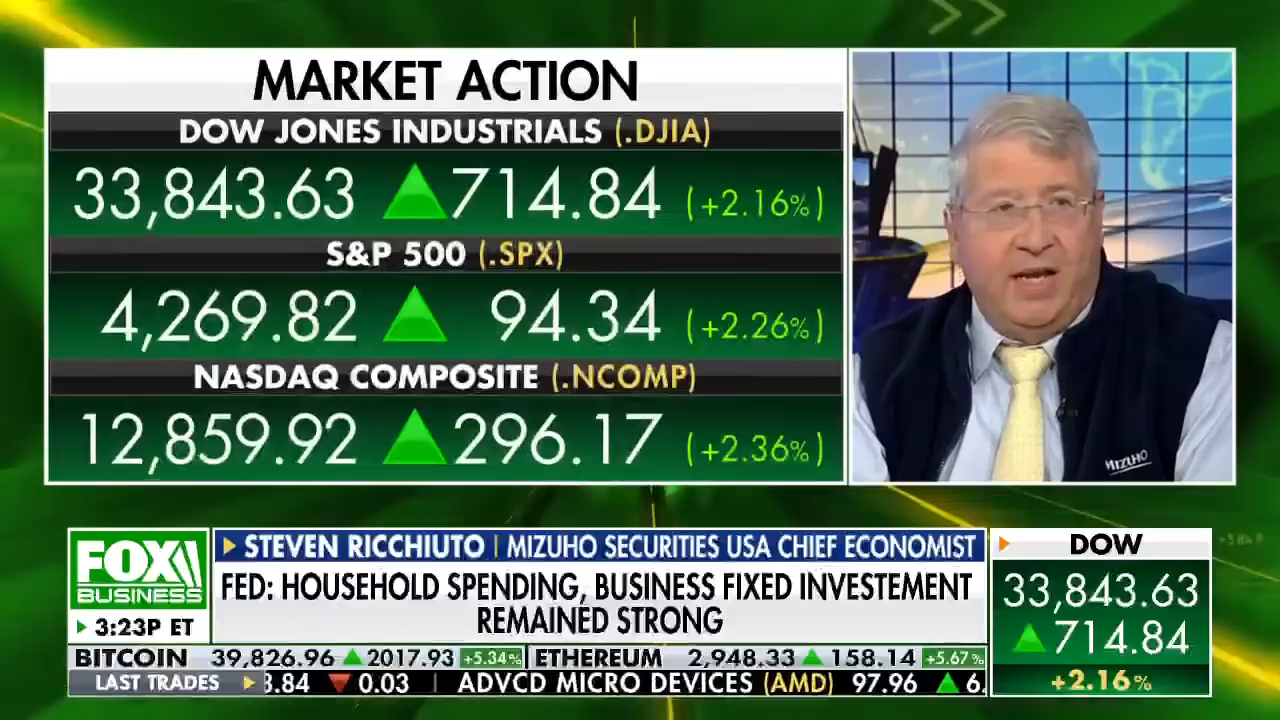 MARKET ACTION
DOW JONES INDUSTRIALS (.DJIA)
33,843.63 ▲ 714.84 (+2.16%)
S&P 500 (.SPX)
4,269.82 ▲ 94.34 (+2.26%)
NASDAQ COMPOSITE (.NCOMP)
12,859.92 ▲ 296.17 (+2.36%)
MIZUHO
FOX
BUSINESS
3:23P ET
STEVEN RICCHIUTO | MIZUHO SECURITIES USA CHIEF ECONOMIST
FED: HOUSEHOLD SPENDING, BUSINESS FIXED INVESTEMENT
REMAINED STRONG
DOW
33,843.63
▲ 714.84
+2.16%
BITCOIN 39,826.96 ▲ 2017.93 +5.34% ETHEREUM 2,948.33 ▲ 158.14 +5.67%
LAST TRADES 3.84 ▼ 0.03 | ADVCD MICRO DEVICES (AMD) 97.96 ▲ 6.